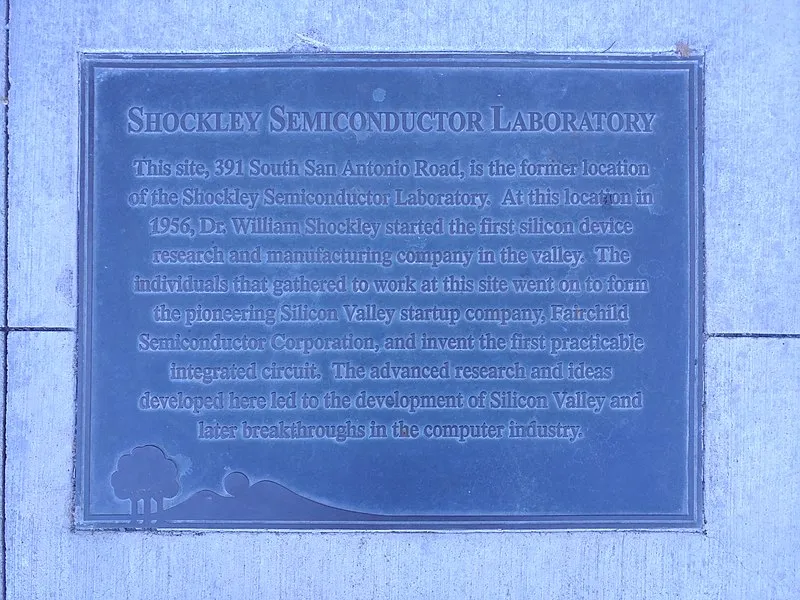 SHOCKLEY SEMICONDUCTOR LABORATORY
This site, 391 South San Antonio Road, is the former location
of the Shockley Semiconductor Laboratory. At this location in
1956, Dr. William Shockley started the first silicon device
research and manufacturing company in the valley. The
individuals that gathered to work at this site went on to form
the pioneering Silicon Valley startup company, Fairchild
Semiconductor Corporation, and invent the first practicable
integrated circuit. The advanced research and ideas
developed here led to the development of Silicon Valley and
later breakthroughs in the computer industry.